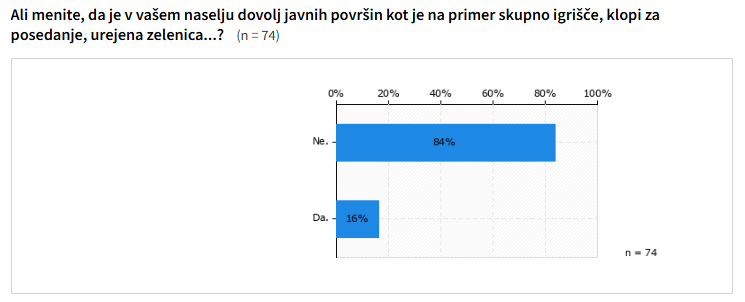 Ali menite, da je v vašem naselju dovolj javnih površin kot je na primer skupno igrišče, klopi za
posedanje, urejena zelenica...? (n = 74)
0% 20% 40% 60% 80% 100%
Ne. 84%
Da. 16%
n = 74